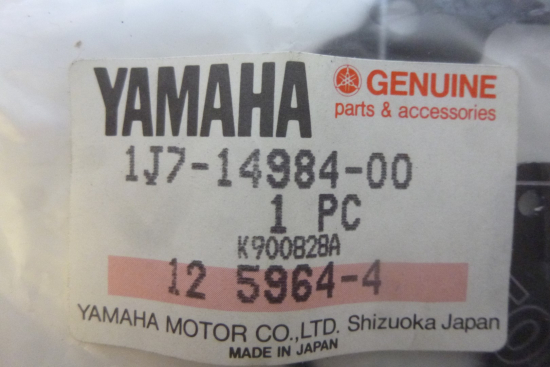 YAMAHA
GENUINE
parts & accessories
1J7-14984-00
1 PC
K900828A
12 5964-4
YAMAHA MOTOR CO., LTD. Shizuoka Japan
MADE IN JAPAN